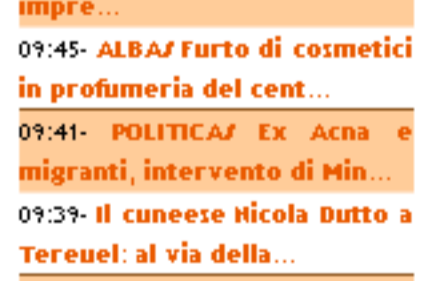 impre...
09:45- ALBA/ Furto di cosmetici
in profumeria del cent...
09:41- POLITICA/ Ex Acna e
migranti, intervento di Min...
09:39- Il cuneese Nicola Dutto a
Tereuel: al via della...